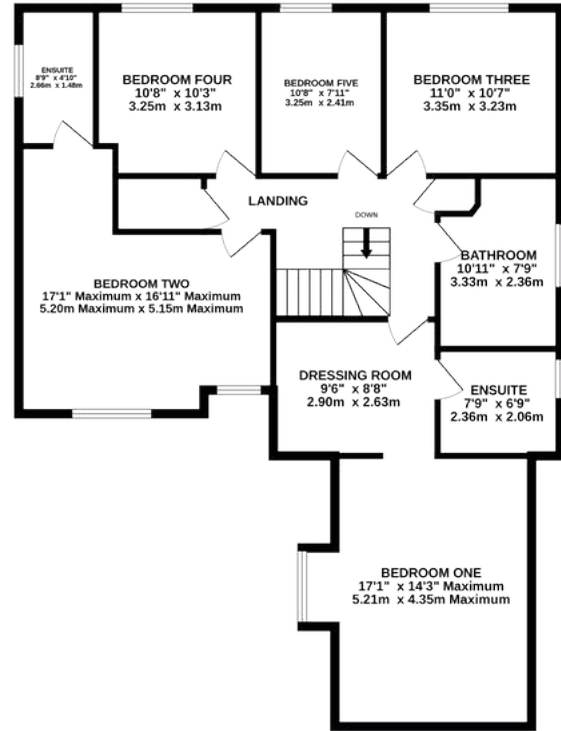 ENSUITE
8'9" x 4'10"
2.66m x 1.48m
BEDROOM FOUR
10'8" x 10'3"
3.25m x 3.13m
BEDROOM FIVE
10'8" x 7'11"
3.25m x 2.41m
BEDROOM THREE
11'0" x 10'7"
3.35m x 3.23m
LANDING
DOWN
BATHROOM
10'11" x 7'9"
3.33m x 2.36m
BEDROOM TWO
17'1" Maximum x 16'11" Maximum
5.20m Maximum x 5.15m Maximum
DRESSING ROOM
9'6" x 8'8"
2.90m x 2.63m
ENSUITE
7'9" x 6'9"
2.36m x 2.06m
BEDROOM ONE
17'1" x 14'3" Maximum
5.21m x 4.35m Maximum